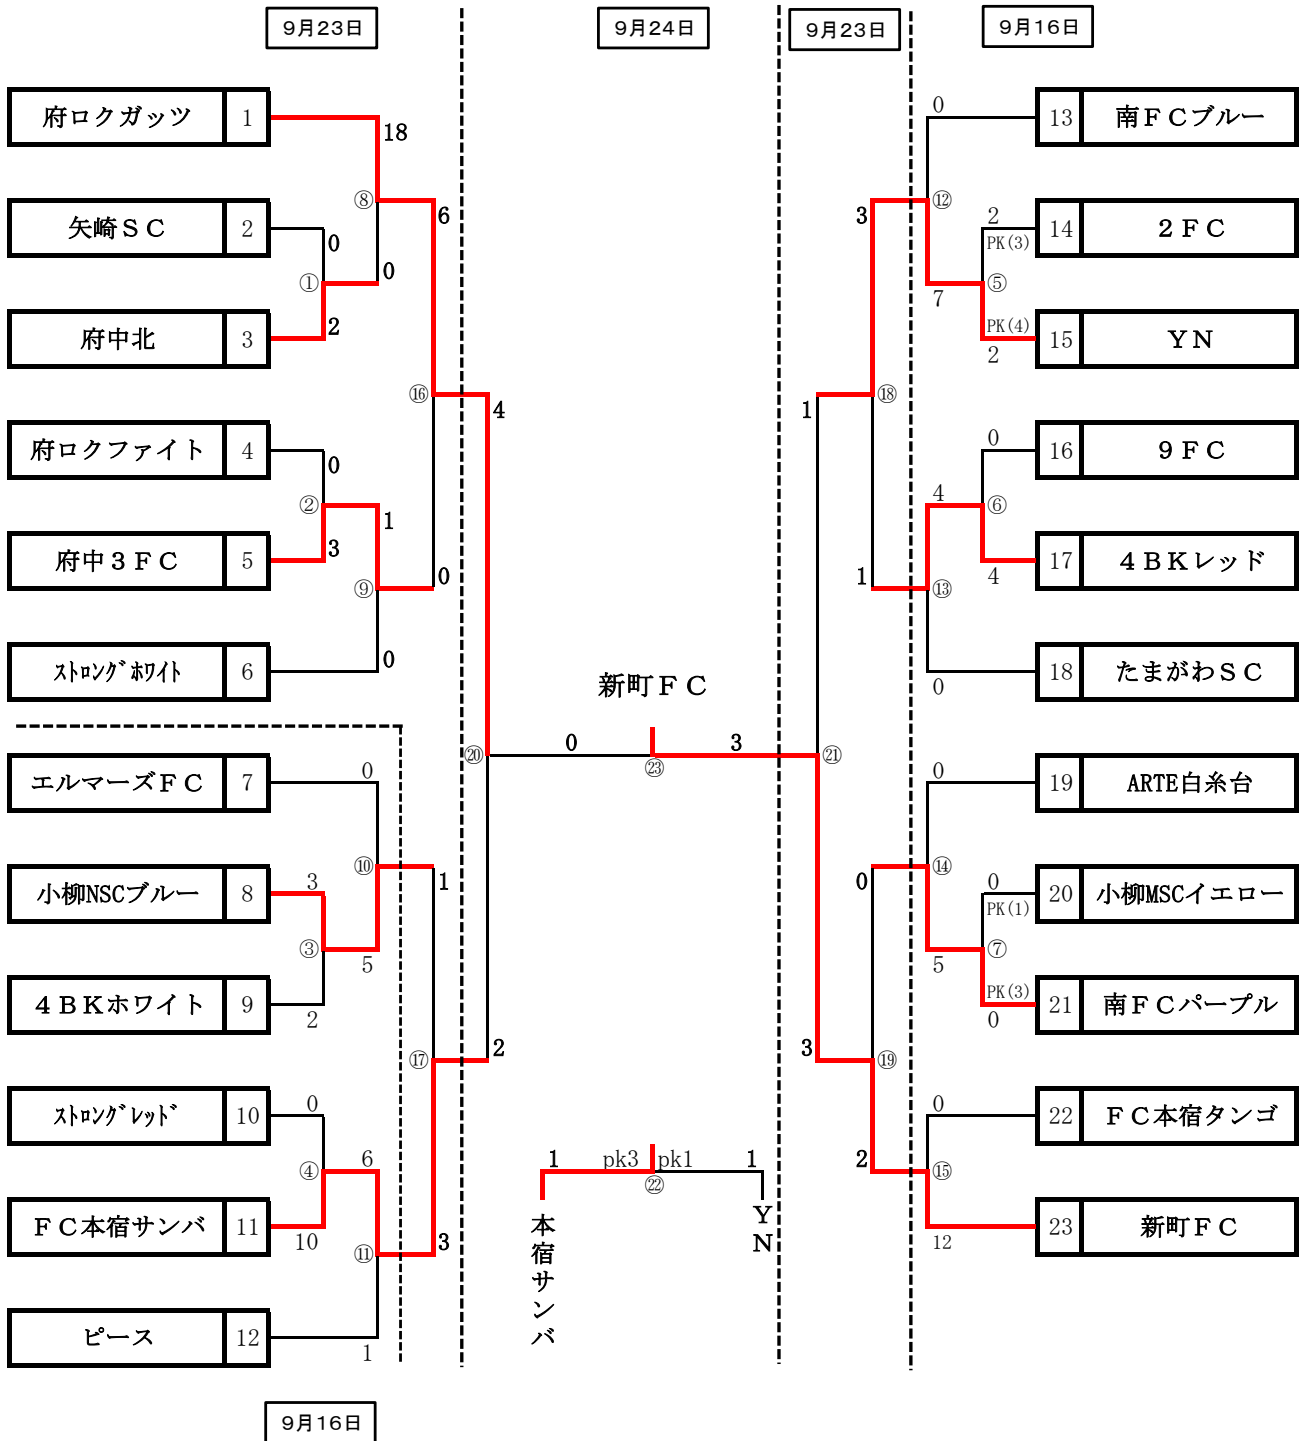 9月23日
9月24日
9月23日
9月16日
府ロクガッツ 1
18
0
13 南FCブルー
⑧
⑫
矢崎SC 2
6
3
2
14 2FC
0
PK(3)
①
0
⑤
7
府中北 3
2
PK(4)
15 YN
2
⑯
⑱
4
1
府ロクファイト 4
0
0
16 9FC
②
1
4
⑥
府中3FC 5
3
17 4BKレッド
⑨
0
1
⑬
4
ストロングホワイト 6
0
0
18 たまがわSC
新町FC
⑳
0
3
㉓
㉑
エルマーズFC 7
0
0
19 ARTE白糸台
⑩
1
0
⑭
小柳NSCブルー 8
3
0
20 小柳MSCイエロー
PK(1)
③
5
5
⑦
4BKホワイト 9
2
PK(3)
21 南FCパープル
0
⑰
2
3
⑲
ストロングレッド 10
0
0
22 FC本宿タンゴ
④
6
1
pk3
pk1
1
㉒
2
⑮
FC本宿サンバ 11
10
⑪
3
本宿サンバ
YN
12
23 新町FC
ピース 12
1
9月16日